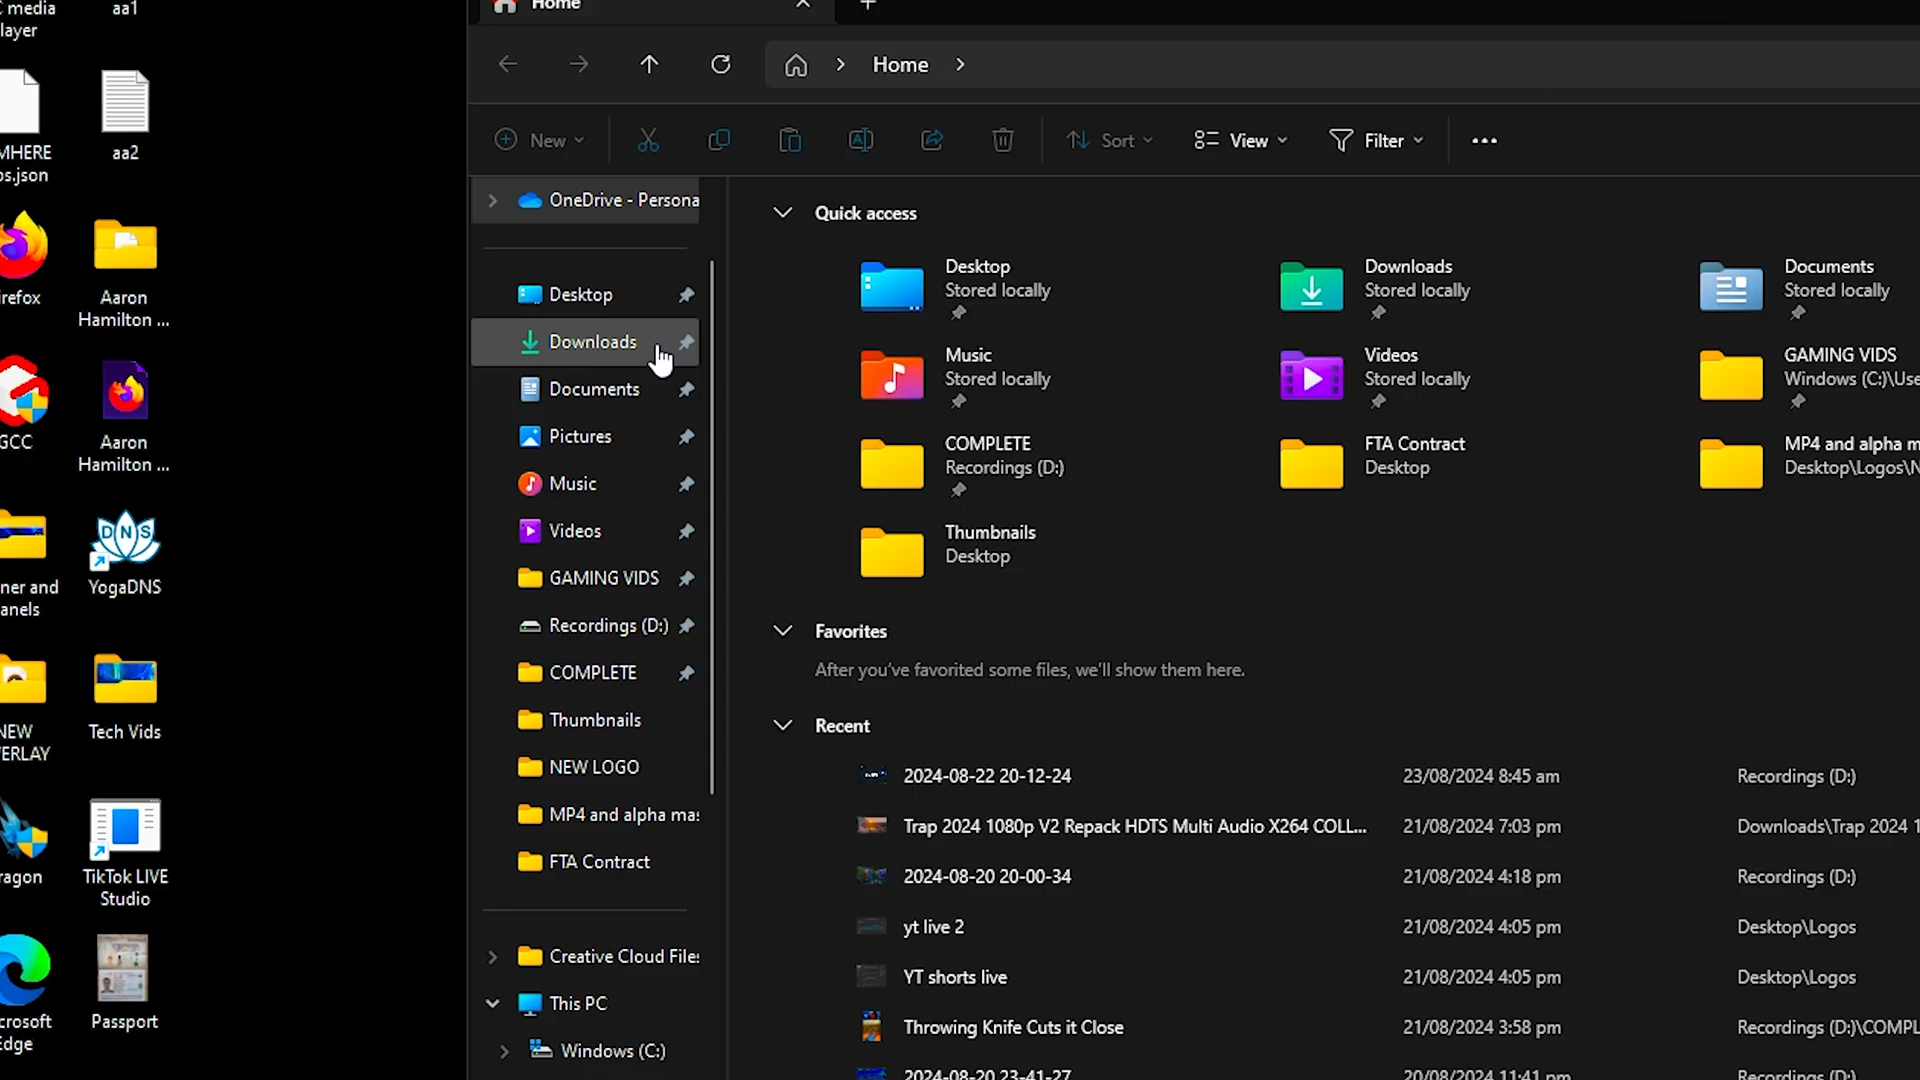 media
layer
aa1
aa2
MHERE
os.json
irefox
Aaron
Hamilton ...
GCC
Aaron
Hamilton ...
DNS
YogaDNS
ner and
anels
NEW
VERLAY
Tech Vids
ragon
TikTok LIVE
Studio
crosoft
Edge
Passport
Home
Home
New
Sort
View
Filter
OneDrive - Persona
Desktop
Downloads
Documents
Pictures
Music
Videos
GAMING VIDS
Recordings (D:)
COMPLETE
Thumbnails
NEW LOGO
MP4 and alpha mas
FTA Contract
Creative Cloud Files
This PC
Windows (C:)
Quick access
Desktop
Stored locally
Downloads
Stored locally
Documents
Stored locally
Music
Stored locally
Videos
Stored locally
GAMING VIDS
Windows (C:)\Use
COMPLETE
Recordings (D:)
FTA Contract
Desktop
MP4 and alpha m
Desktop\Logos\N
Thumbnails
Desktop
Favorites
After you've favorited some files, we'll show them here.
Recent
2024-08-22 20-12-24 23/08/2024 8:45 am Recordings (D:)
Trap 2024 1080p V2 Repack HDTS Multi Audio X264 COLL... 21/08/2024 7:03 pm Downloads\Trap 2024 1
2024-08-20 20-00-34 21/08/2024 4:18 pm Recordings (D:)
yt live 2 21/08/2024 4:05 pm Desktop\Logos
YT shorts live 21/08/2024 4:05 pm Desktop\Logos
Throwing Knife Cuts it Close 21/08/2024 3:58 pm Recordings (D:)\COMPL
2024-08-20 23-41-27 20/08/2024 11:41 pm Recordings (D:)